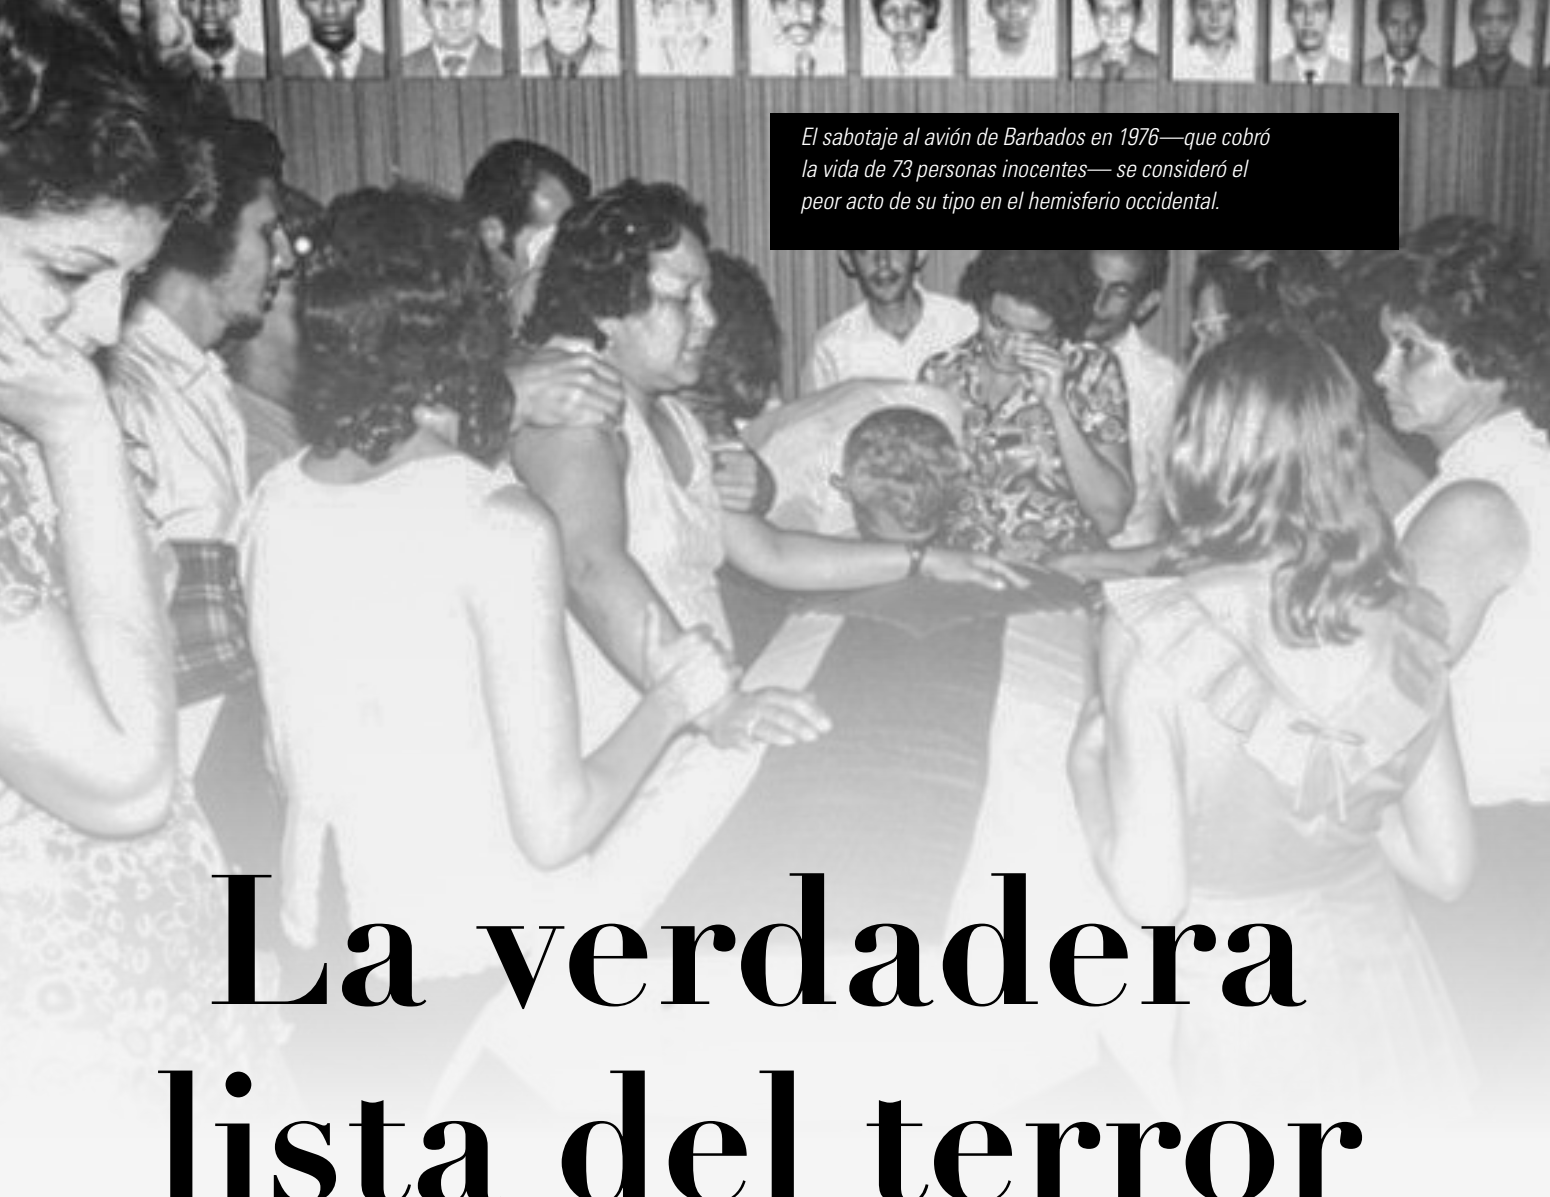 El sabotaje al avión de Barbados en 1976—que cobró
la vida de 73 personas inocentes— se consideró el
peor acto de su tipo en el hemisferio occidental.
La verdadera
lista del terror